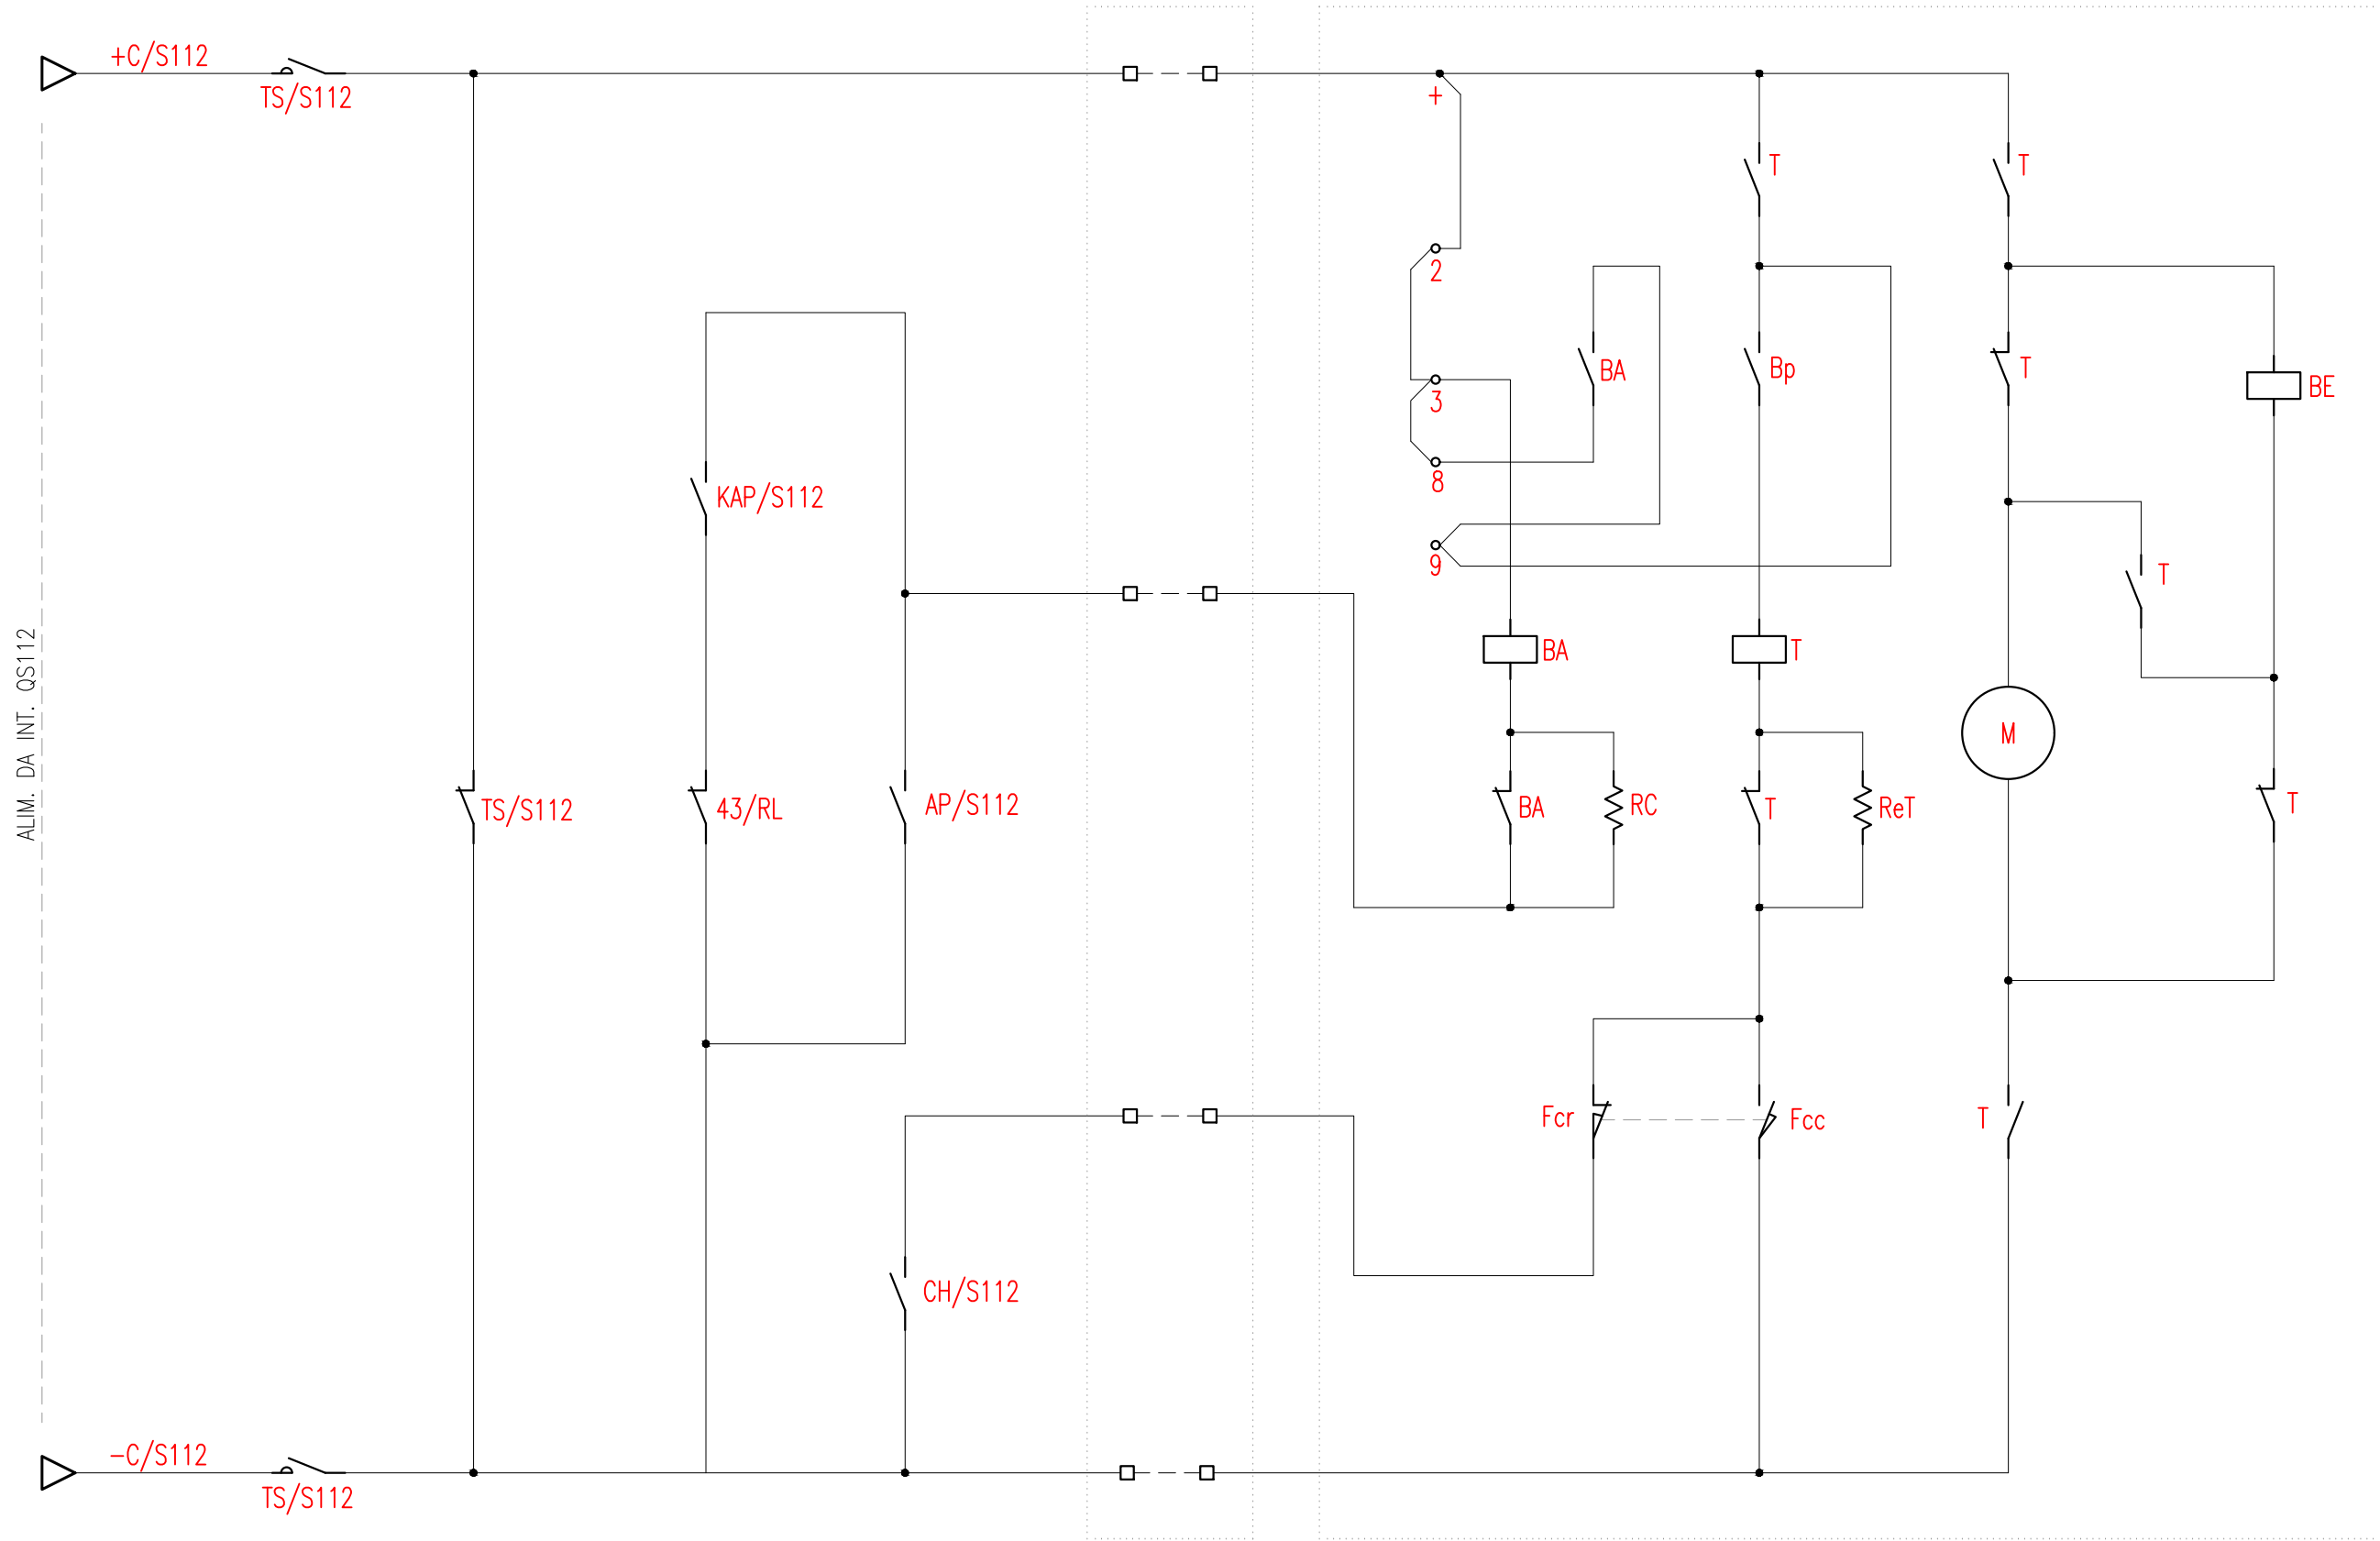 +C/S112
TS/S112
+
T
T
2
BA
Bp
T
BE
3
KAP/S112
8
9
T
BA
T
ALIM. DA INT. QS112
M
TS/S112
43/RL
AP/S112
BA
RC
T
ReT
T
Fcr
Fcc
T
CH/S112
-C/S112
TS/S112